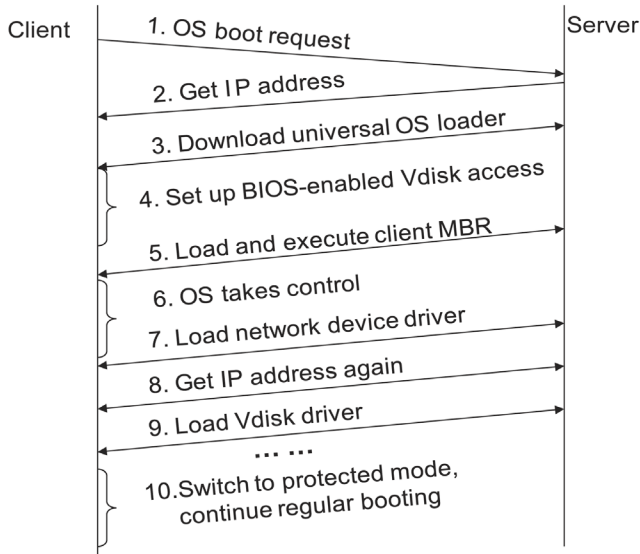 Client
Server
1. OS boot request
2. Get IP address
3. Download universal OS loader
4. Set up BIOS-enabled Vdisk access
5. Load and execute client MBR
6. OS takes control
7. Load network device driver
8. Get IP address again
9. Load Vdisk driver
... ...
10.Switch to protected mode,
continue regular booting